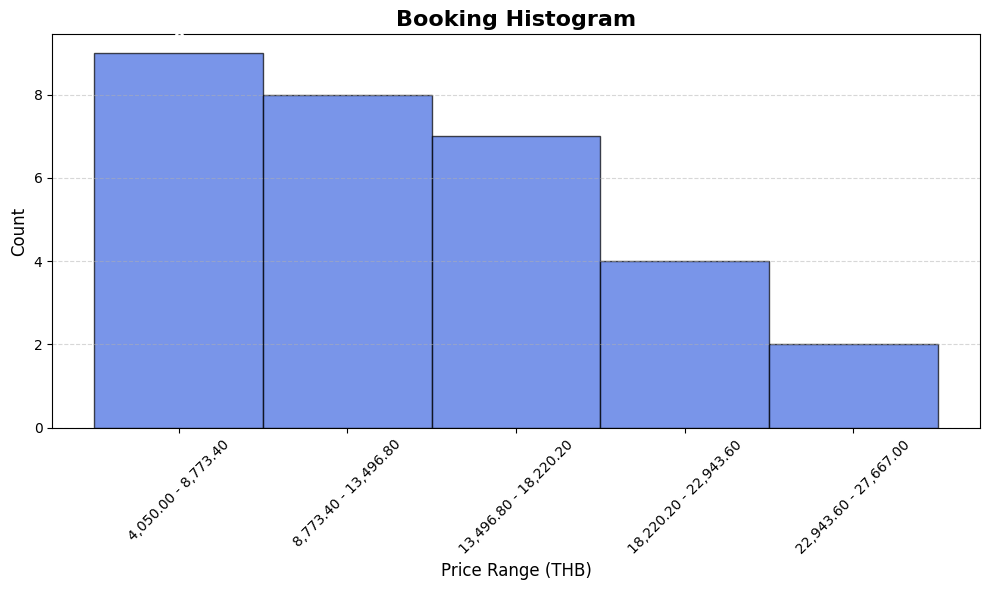 Booking Histogram
Count
8
6
4
2
0
4,050.00 - 8,773.40
8,773.40 - 13,496.80
13,496.80 - 18,220.20
18,220.20 - 22,943.60
22,943.60 - 27,667.00
Price Range (THB)